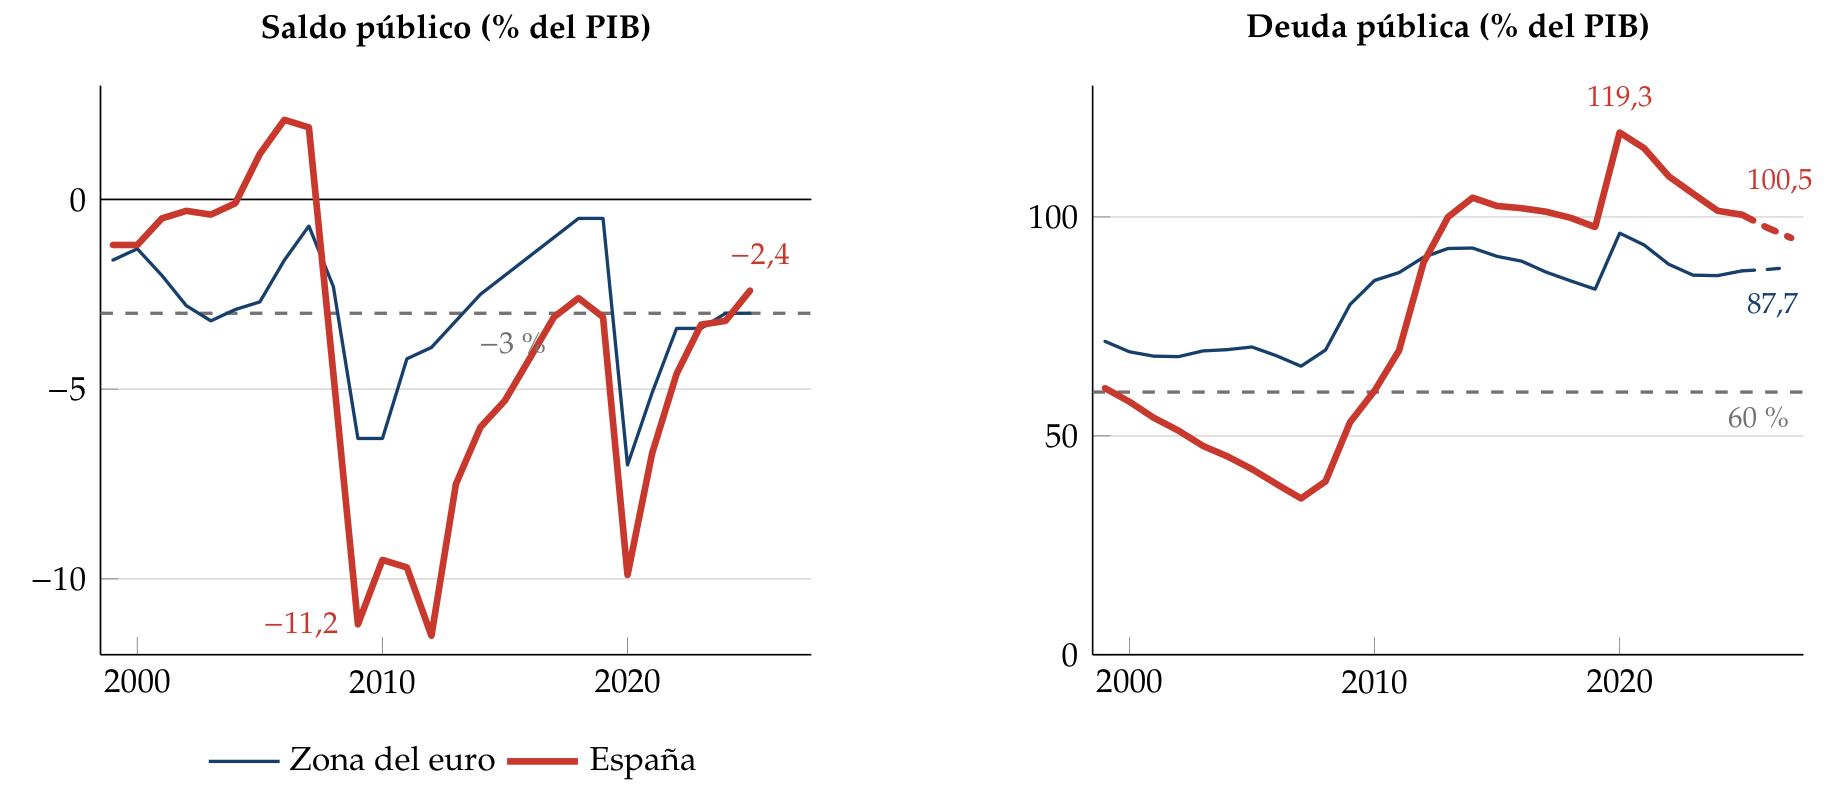 Saldo público (% del PIB)
0
−5
−10
−2,4
−3 %
−11,2
2000 2010 2020
Zona del euro España
Deuda pública (% del PIB)
119,3
100,5
100
87,7
60 %
50
0
2000 2010 2020